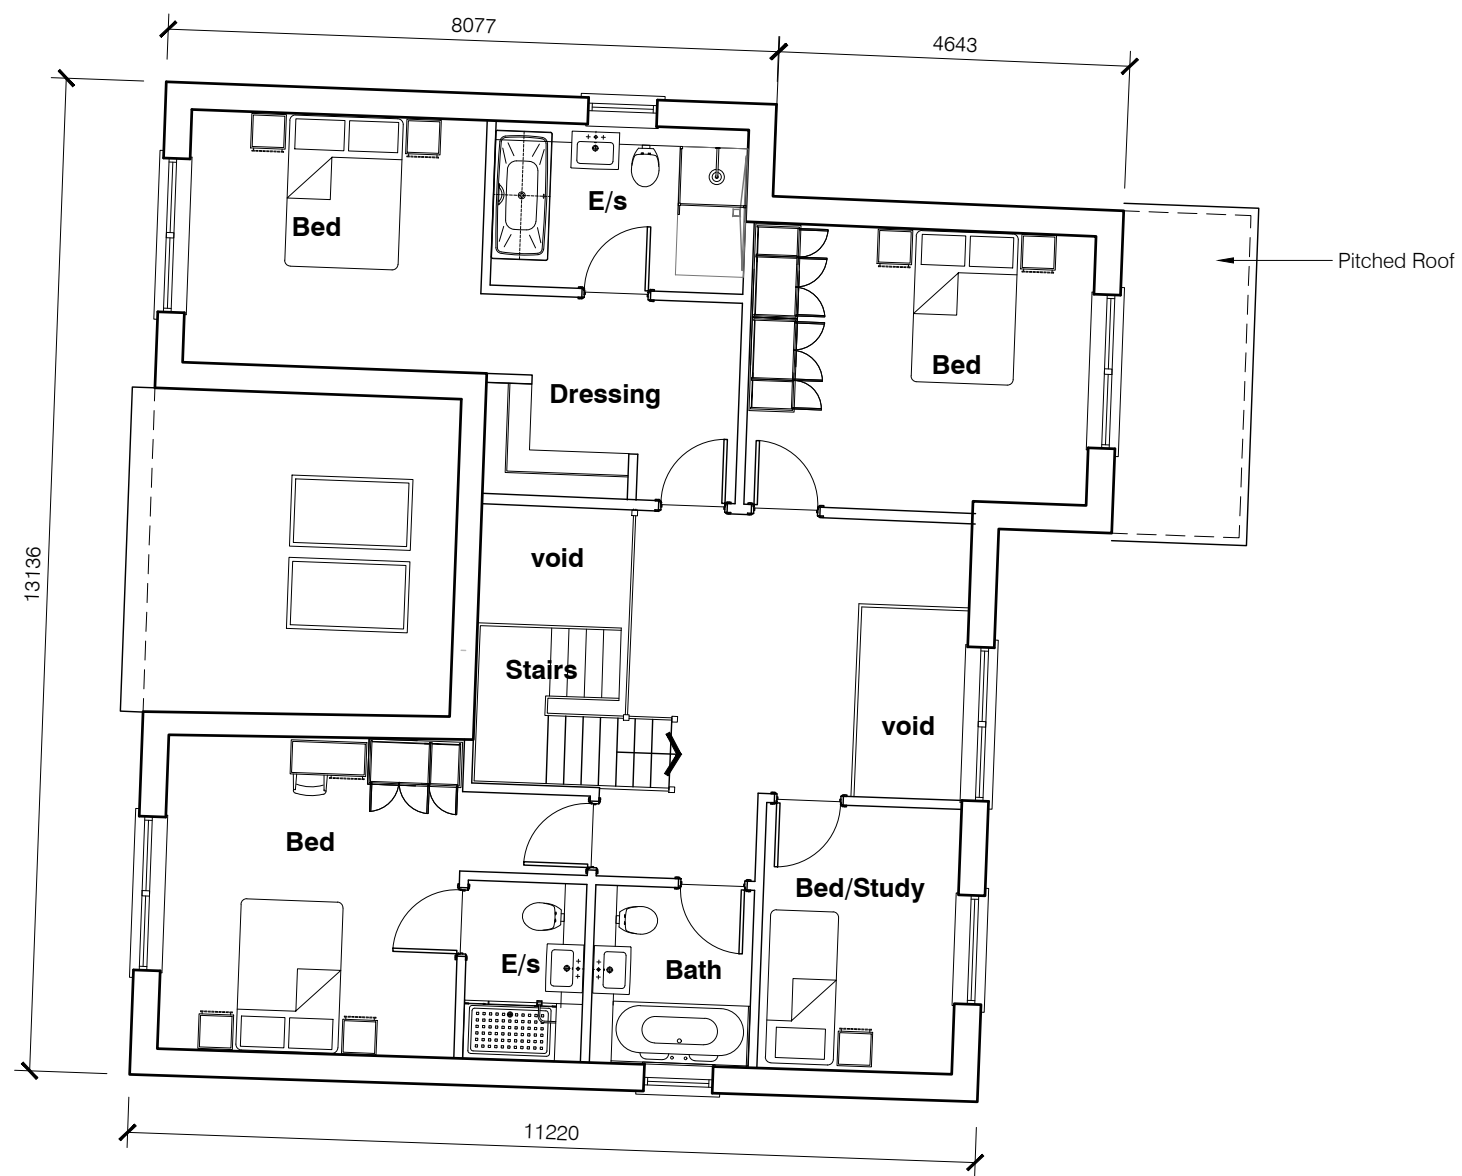 8077
4643
E/s
Bed
Pitched Roof
Bed
Dressing
void
13136
Stairs
void
Bed
Bed/Study
E/s
Bath
11220